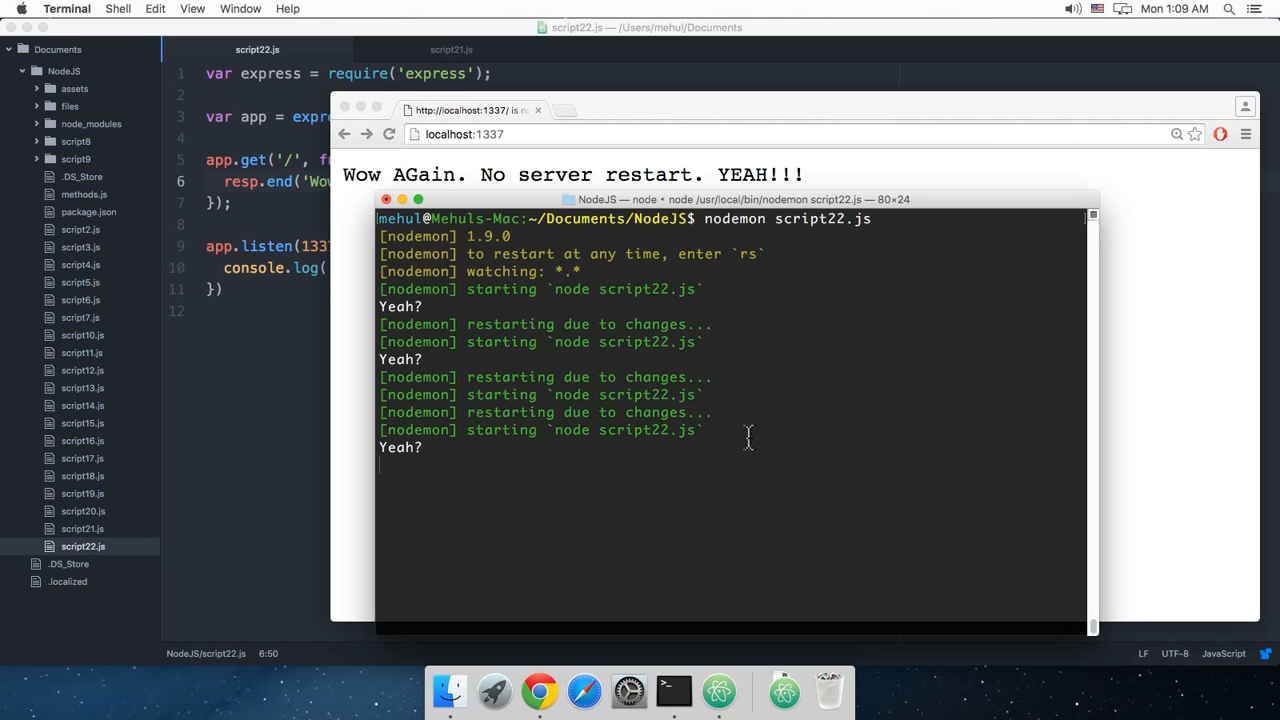 Terminal Shell Edit View Window Help Mon 1:09 AM
script22.js — /Users/mehul/Documents
Documents
NodeJS
assets
files
node_modules
script8
script9
.DS_Store
methods.js
package.json
script2.js
script3.js
script4.js
script5.js
script6.js
script7.js
script10.js
script11.js
script12.js
script13.js
script14.js
script15.js
script16.js
script17.js
script18.js
script19.js
script20.js
script21.js
script22.js
.DS_Store
.localized
script22.js script21.js
1 var express = require('express');
2
3 var app = expre
4
5 app.get('/', f
6 resp.end('Wo
7 });
8
9 app.listen(133
10 console.log(
11 })
12
http://localhost:1337/ is n
localhost:1337
Wow AGain. No server restart. YEAH!!!
NodeJS — node • node /usr/local/bin/nodemon script22.js — 80×24
mehul@Mehuls-Mac:~/Documents/NodeJS$ nodemon script22.js
[nodemon] 1.9.0
[nodemon] to restart at any time, enter `rs`
[nodemon] watching: *.*
[nodemon] starting `node script22.js`
Yeah?
[nodemon] restarting due to changes...
[nodemon] starting `node script22.js`
Yeah?
[nodemon] restarting due to changes...
[nodemon] starting `node script22.js`
[nodemon] restarting due to changes...
[nodemon] starting `node script22.js`
Yeah?
NodeJS/script22.js 6:50 LF UTF-8 JavaScript